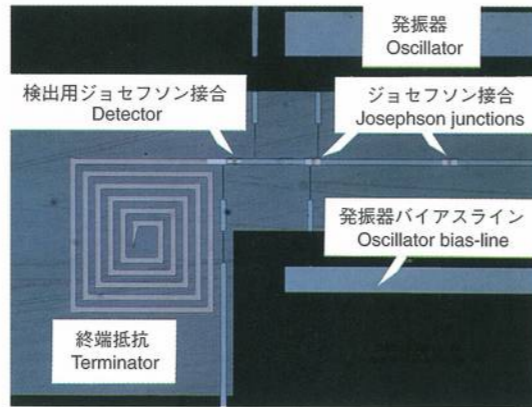 発振器
Oscillator
検出用ジョセフソン接合
Detector
ジョセフソン接合
Josephson junctions
発振器バイアスライン
Oscillator bias-line
終端抵抗
Terminator